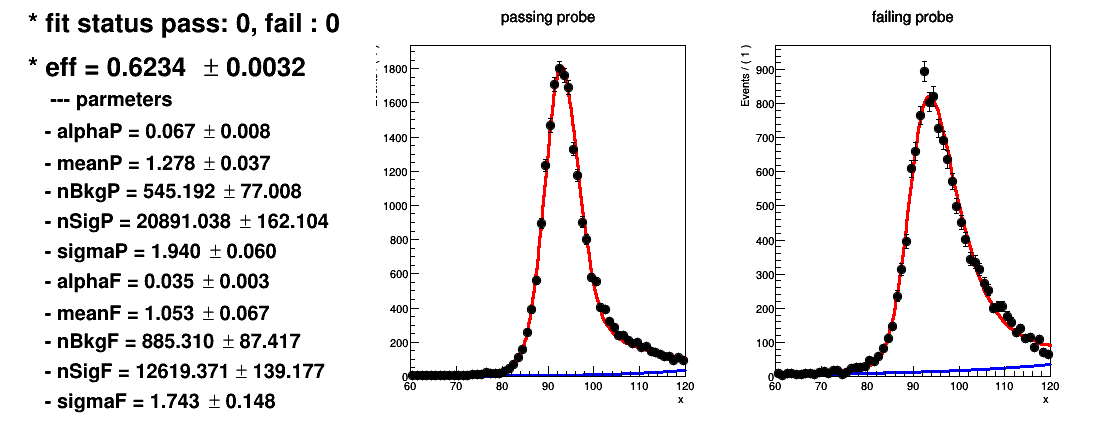 * fit status pass: 0, fail : 0
* eff = 0.6234 ± 0.0032
--- parmeters
- alphaP = 0.067 ± 0.008
- meanP = 1.278 ± 0.037
- nBkgP = 545.192 ± 77.008
- nSigP = 20891.038 ± 162.104
- sigmaP = 1.940 ± 0.060
- alphaF = 0.035 ± 0.003
- meanF = 1.053 ± 0.067
- nBkgF = 885.310 ± 87.417
- nSigF = 12619.371 ± 139.177
- sigmaF = 1.743 ± 0.148
passing probe
1800
1600
1400
1200
1000
800
600
400
200
0
60 70 80 90 100 110 120
x
failing probe
Events / ( 1 )
900
800
700
600
500
400
300
200
100
0
60 70 80 90 100 110 120
x